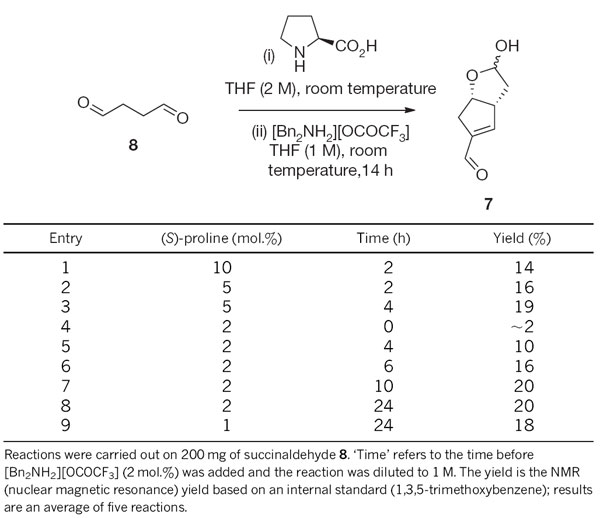 (i)
N
H
CO2H
THF (2 M), room temperature
(ii) [Bn2NH2][OCOCF3]
THF (1 M), room
temperature,14 h
O
O
8
OH
O
O
7
Entry (S)-proline (mol.%) Time (h) Yield (%)
1 10 2 14
2 5 2 16
3 5 4 19
4 2 0 ~2
5 2 4 10
6 2 6 16
7 2 10 20
8 2 24 20
9 1 24 18
Reactions were carried out on 200 mg of succinaldehyde 8. ‘Time’ refers to the time before
[Bn2NH2][OCOCF3] (2 mol.%) was added and the reaction was diluted to 1 M. The yield is the NMR
(nuclear magnetic resonance) yield based on an internal standard (1,3,5-trimethoxybenzene); results
are an average of five reactions.